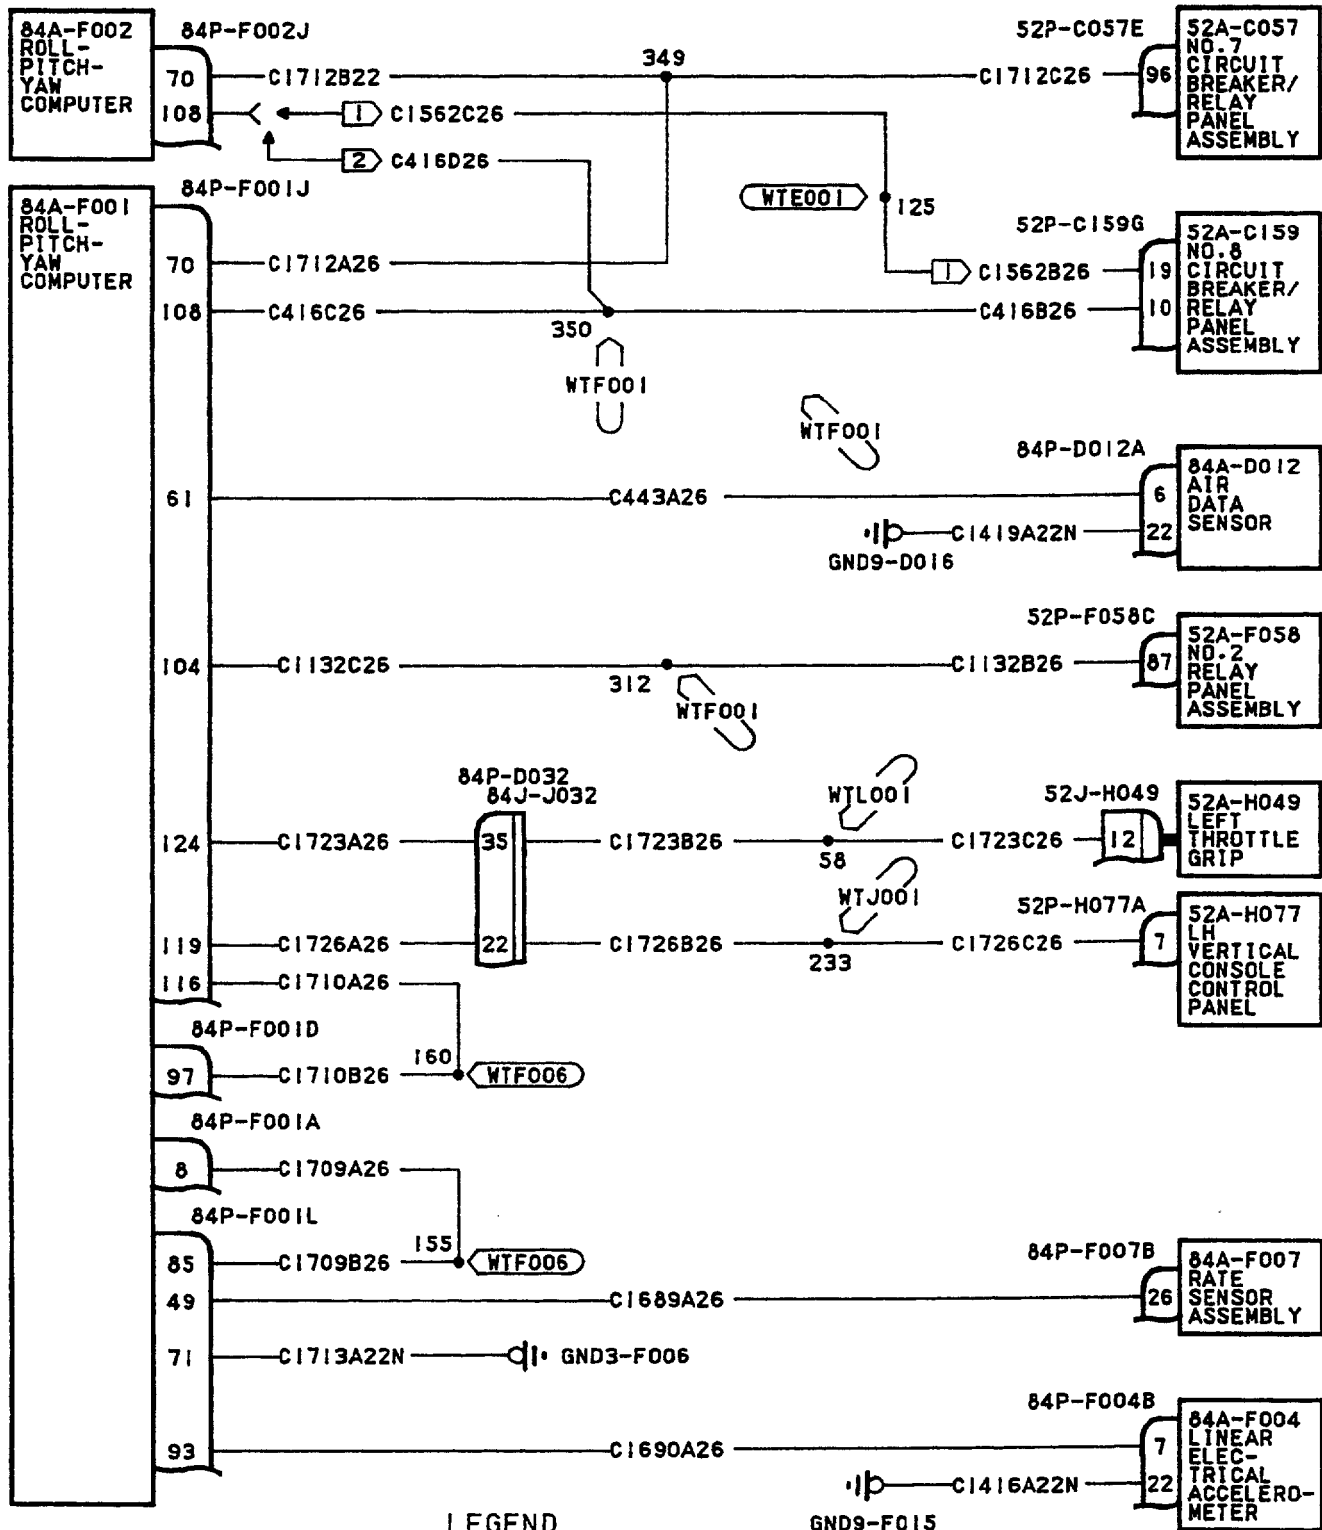 84A-F002
ROLL-
PITCH-
YAW
COMPUTER
84P-F002J
70
C1712B22
349
C1712C26
52P-C057E
96
52A-C057
NO.7
CIRCUIT
BREAKER/
RELAY
PANEL
ASSEMBLY
108
1
C1562C26
2
C416D26
84P-F001J
84A-F001
ROLL-
PITCH-
YAW
COMPUTER
WTE001
125
52P-C159G
52A-C159
NO.8
CIRCUIT
BREAKER/
RELAY
PANEL
ASSEMBLY
70
C1712A26
1
C1562B26
19
108
C416C26
350
C416B26
10
WTF001
WTF001
84P-D012A
84A-D012
AIR
DATA
SENSOR
61
C443A26
6
C1419A22N
22
GND9-D016
52P-F058C
52A-F058
NO.2
RELAY
PANEL
ASSEMBLY
104
C1132C26
312
C1132B26
87
WTF001
84P-D032
84J-J032
WTL001
52J-H049
52A-H049
LEFT
THROTTLE
GRIP
124
C1723A26
35
C1723B26
58
C1723C26
12
WTJ001
52P-H077A
52A-H077
LH
VERTICAL
CONSOLE
CONTROL
PANEL
119
C1726A26
22
C1726B26
233
C1726C26
7
116
C1710A26
84P-F001D
97
C1710B26
160
WTF006
84P-F001A
8
C1709A26
84P-F001L
85
C1709B26
155
WTF006
84P-F007B
84A-F007
RATE
SENSOR
ASSEMBLY
49
C1689A26
26
71
C1713A22N
GND3-F006
84P-F004B
84A-F004
LINEAR
ELEC-
TRICAL
ACCELERO-
METER
93
C1690A26
7
C1416A22N
22
LEGEND
GND9-F015